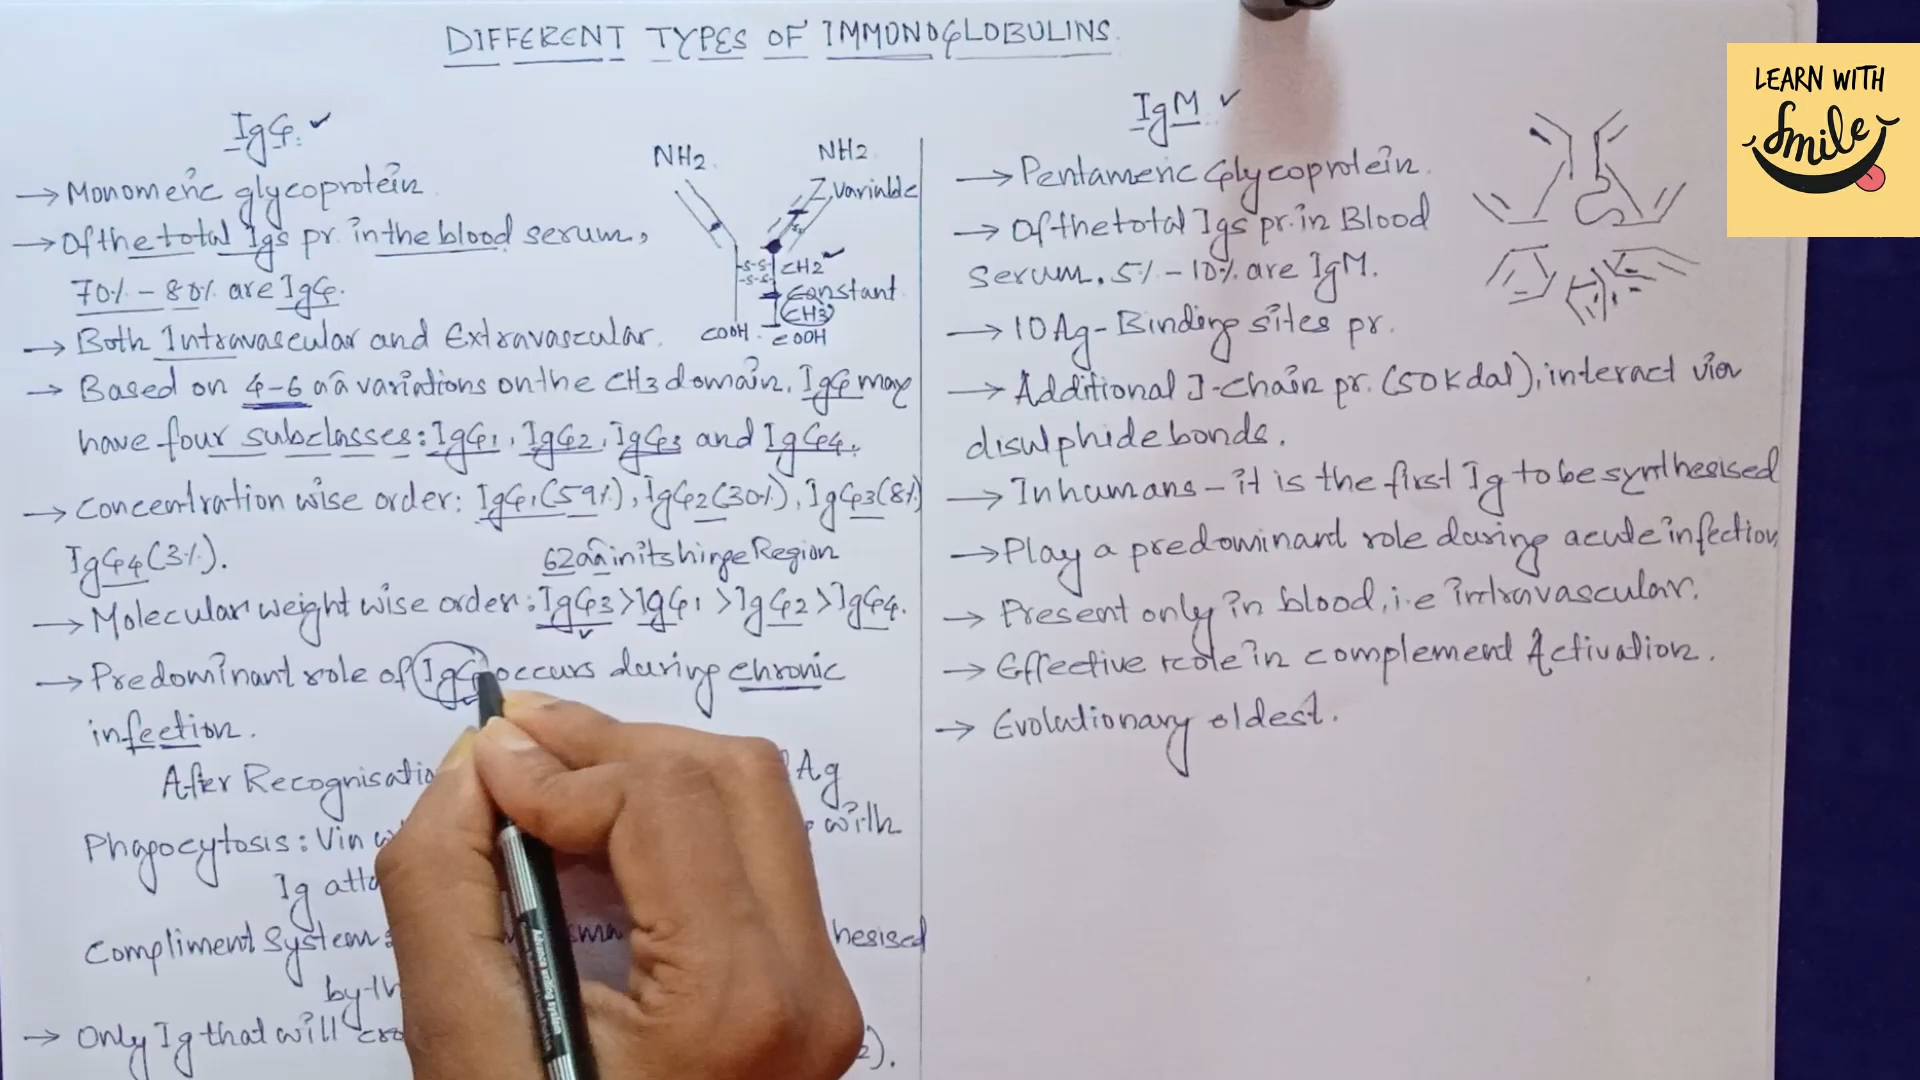 DIFFERENT TYPES OF IMMONOGLOBULINS.
IgG.
→ Monomeric glycoprotein
→ Of the total Igs pr. in the blood serum,
70% - 80% are IgG.
→ Both Intravascular and Extravascular.
→ Based on 4-6 aa variations on the CH3 domain, IgG may
have four subclasses: IgG1, IgG2, IgG3 and IgG4.
→ Concentration wise order: IgG1 (59%), IgG2 (30%), IgG3 (8%)
IgG4 (3%).
62 aa in its hinge Region
→ Molecular weight wise order: IgG3 > IgG1 > IgG2 > IgG4.
→ Predominant role of IgG occurs during chronic
infection.
After Recognisatio Ag
Phagocytosis: Via with
Ig atta
Compliment System: hesised
by th
→ Only Ig that will cro 2).
NH2 NH2
variable
-S-S- CH2
-S-S- constant
CH3
COOH COOH
IgM
→ Pentameric Glycoprotein.
→ Of the total Igs pr. in Blood
serum, 5% - 10% are IgM.
→ 10 Ag-Binding sites pr.
→ Additional J-chain pr. (50Kdal), interact via
disulphide bonds.
→ In humans - it is the first Ig to be synthesised
→ Play a predominant role during acute infection,
→ Present only in blood, i.e intravascular.
→ Effective role in complement Activation.
→ Evolutionary oldest.
LEARN WITH
Smile